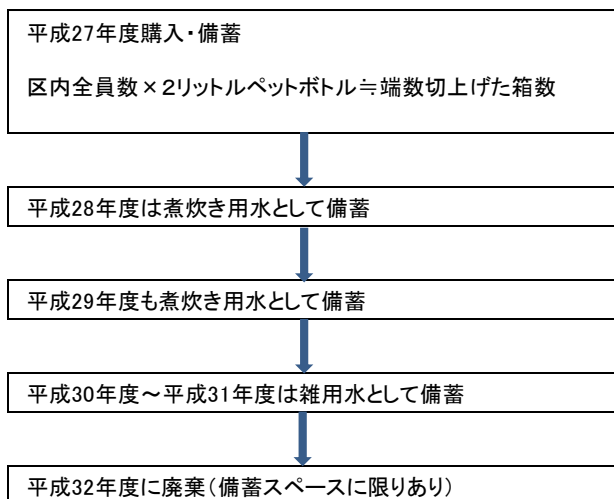 平成27年度購入・備蓄
区内全員数×2リットルペットボトル≒端数切上げた箱数
平成28年度は煮炊き用水として備蓄
平成29年度も煮炊き用水として備蓄
平成30年度～平成31年度は雑用水として備蓄
平成32年度に廃棄(備蓄スペースに限りあり)